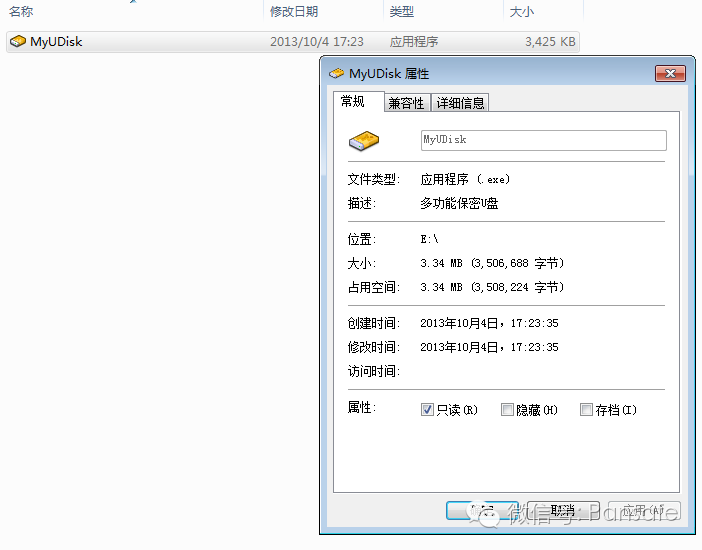 名称 修改日期 类型 大小
MyUDisk 2013/10/4 17:23 应用程序 3,425 KB
MyUDisk 属性
常规 兼容性 详细信息
MyUDisk
文件类型: 应用程序 (.exe)
描述: 多功能保密U盘
位置: E:\
大小: 3.34 MB (3,506,688 字节)
占用空间: 3.34 MB (3,508,224 字节)
创建时间: 2013年10月4日, 17:23:35
修改时间: 2013年10月4日, 17:23:35
访问时间:
属性: 只读(R) 隐藏(H) 存档(I)
取消 应用(A)
微信号: Pansafe